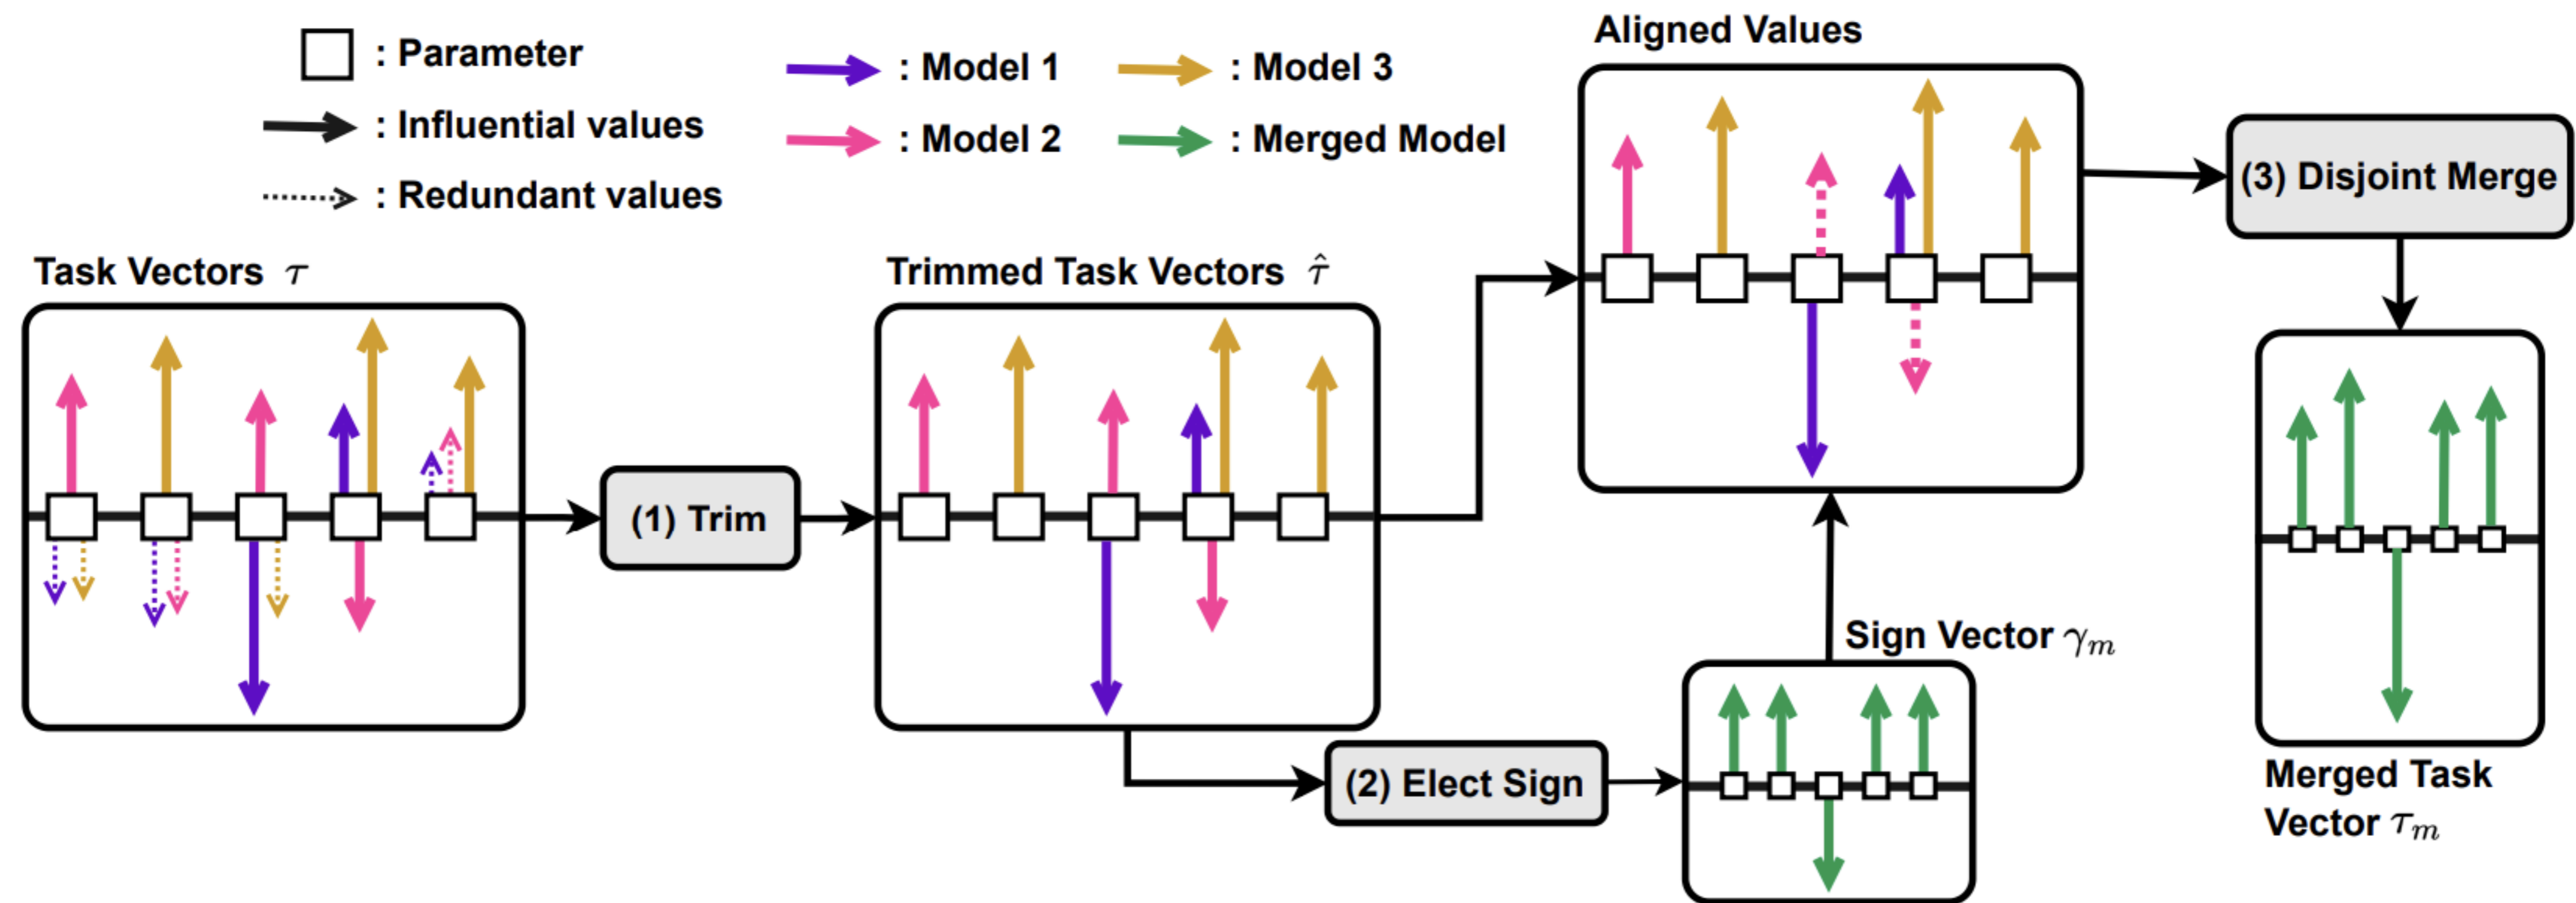 : Parameter
: Influential values
: Redundant values
: Model 1
: Model 2
: Model 3
: Merged Model
Task Vectors τ
(1) Trim
Trimmed Task Vectors τ̂
(2) Elect Sign
Sign Vector γₘ
Aligned Values
(3) Disjoint Merge
Merged Task
Vector τₘ